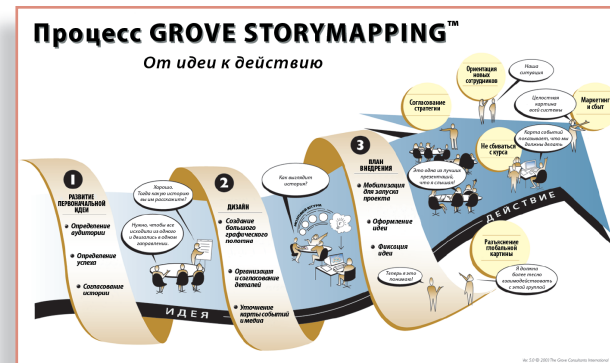 Процесс GROVE STORYMAPPING™
От идеи к действию
1
РАЗВИТИЕ
ПЕРВОНАЧАЛЬНОЙ
ИДЕИ
• Определение
аудитории
• Определение
успеха
• Согласование
истории
Хорошо.
Тогда какую историю
вы им расскажете?
Нужно, чтобы все
исходили из одного
и двигались в одном
направлении.
ИДЕЯ
2
ДИЗАЙН
• Создание
большого
графического
полотна
• Организация
и согласование
деталей
• Уточнение
карты событий
и медиа
Как выглядит
история?
3
ПЛАН
ВНЕДРЕНИЯ
• Мобилизация
для запуска
проекта
• Оформление
идеи
• Фиксация
идея
Теперь я это
понимаю!
Согласование
стратегии
Ориентация
новых
сотрудников
Наша
ситуация
Целостная
картина
всей системы
Маркетинг
и сбыт
Карта событий
показывает, что мы
должны делать
Не сбиваться
с курса
Это одна из лучших
презентаций,
что я слышал!
ДЕЙСТВИЕ
Разъяснение
глобальной
картины
Я должна
более тесно
взаимодействовать
с этой группой